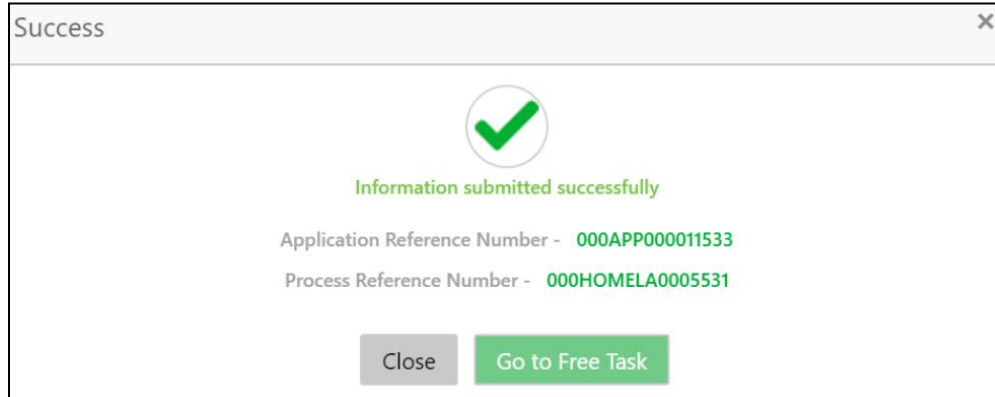 Success
Information submitted successfully
Application Reference Number - 000APP000011533
Process Reference Number - 000HOMELA0005531
Close Go to Free Task